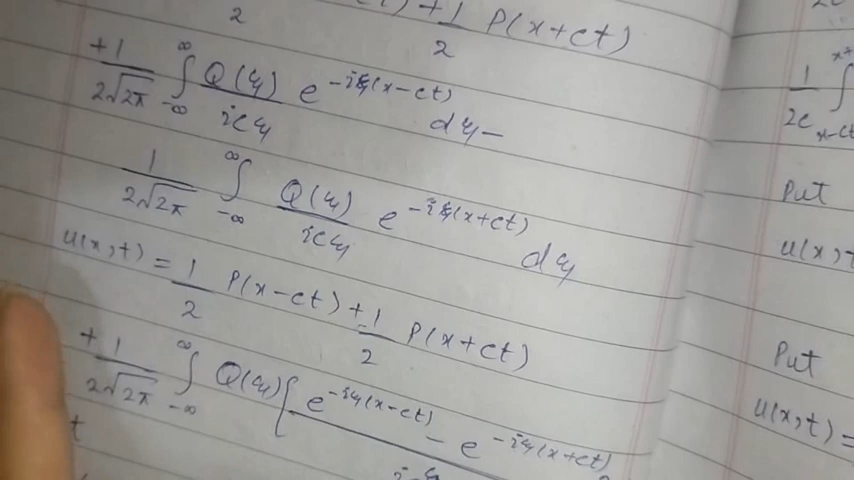 + 1/2 P(x+ct)
+ 1/(2√2π) ∫_{-∞}^{∞} Q(ξ)/(icξ) e^{-iξ(x-ct)} dξ -
1/(2√2π) ∫_{-∞}^{∞} Q(ξ)/(icξ) e^{-iξ(x+ct)} dξ
u(x,t) = 1/2 P(x-ct) + 1/2 P(x+ct)
+ 1/(2√2π) ∫_{-∞}^{∞} Q(ξ) { e^{-iξ(x-ct)} - e^{-iξ(x+ct)}
t
1/2c ∫_{x-ct}
Put
u(x,t
Put
u(x,t) =